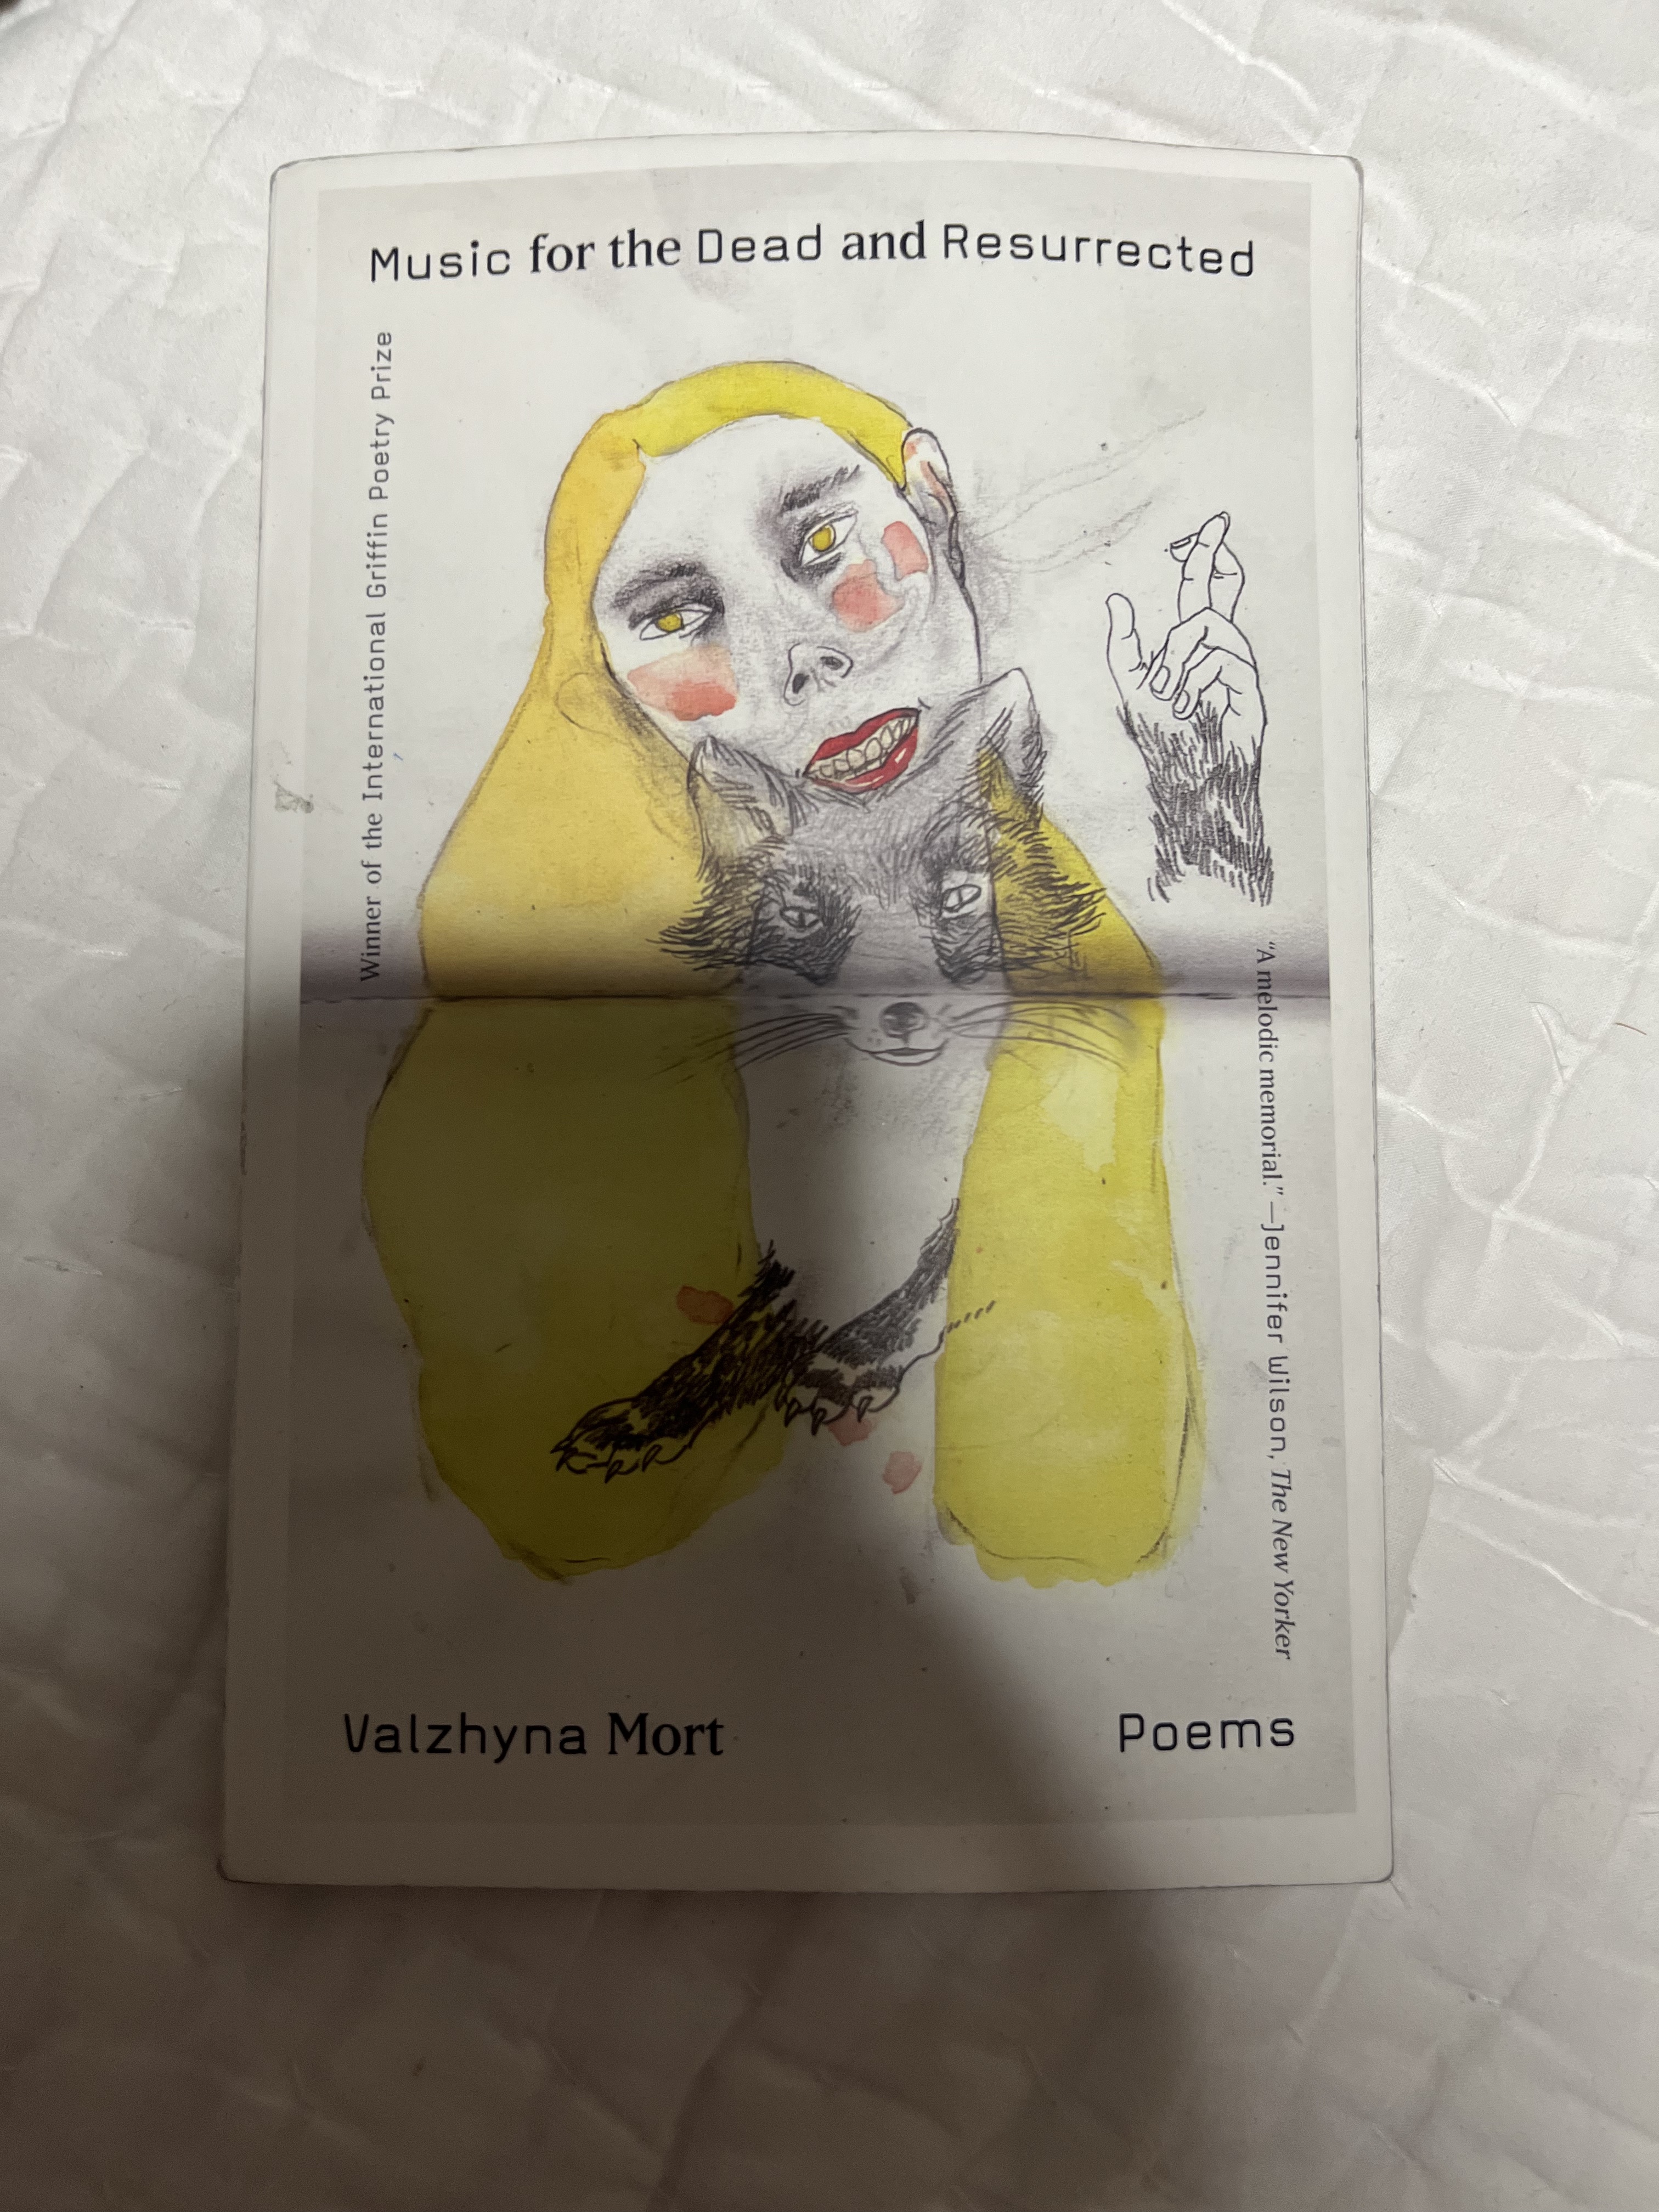 Music for the Dead and Resurrected
Winner of the International Griffin Poetry Prize
“A melodic memorial.” —Jennifer Wilson, The New Yorker
Valzhyna Mort
Poems